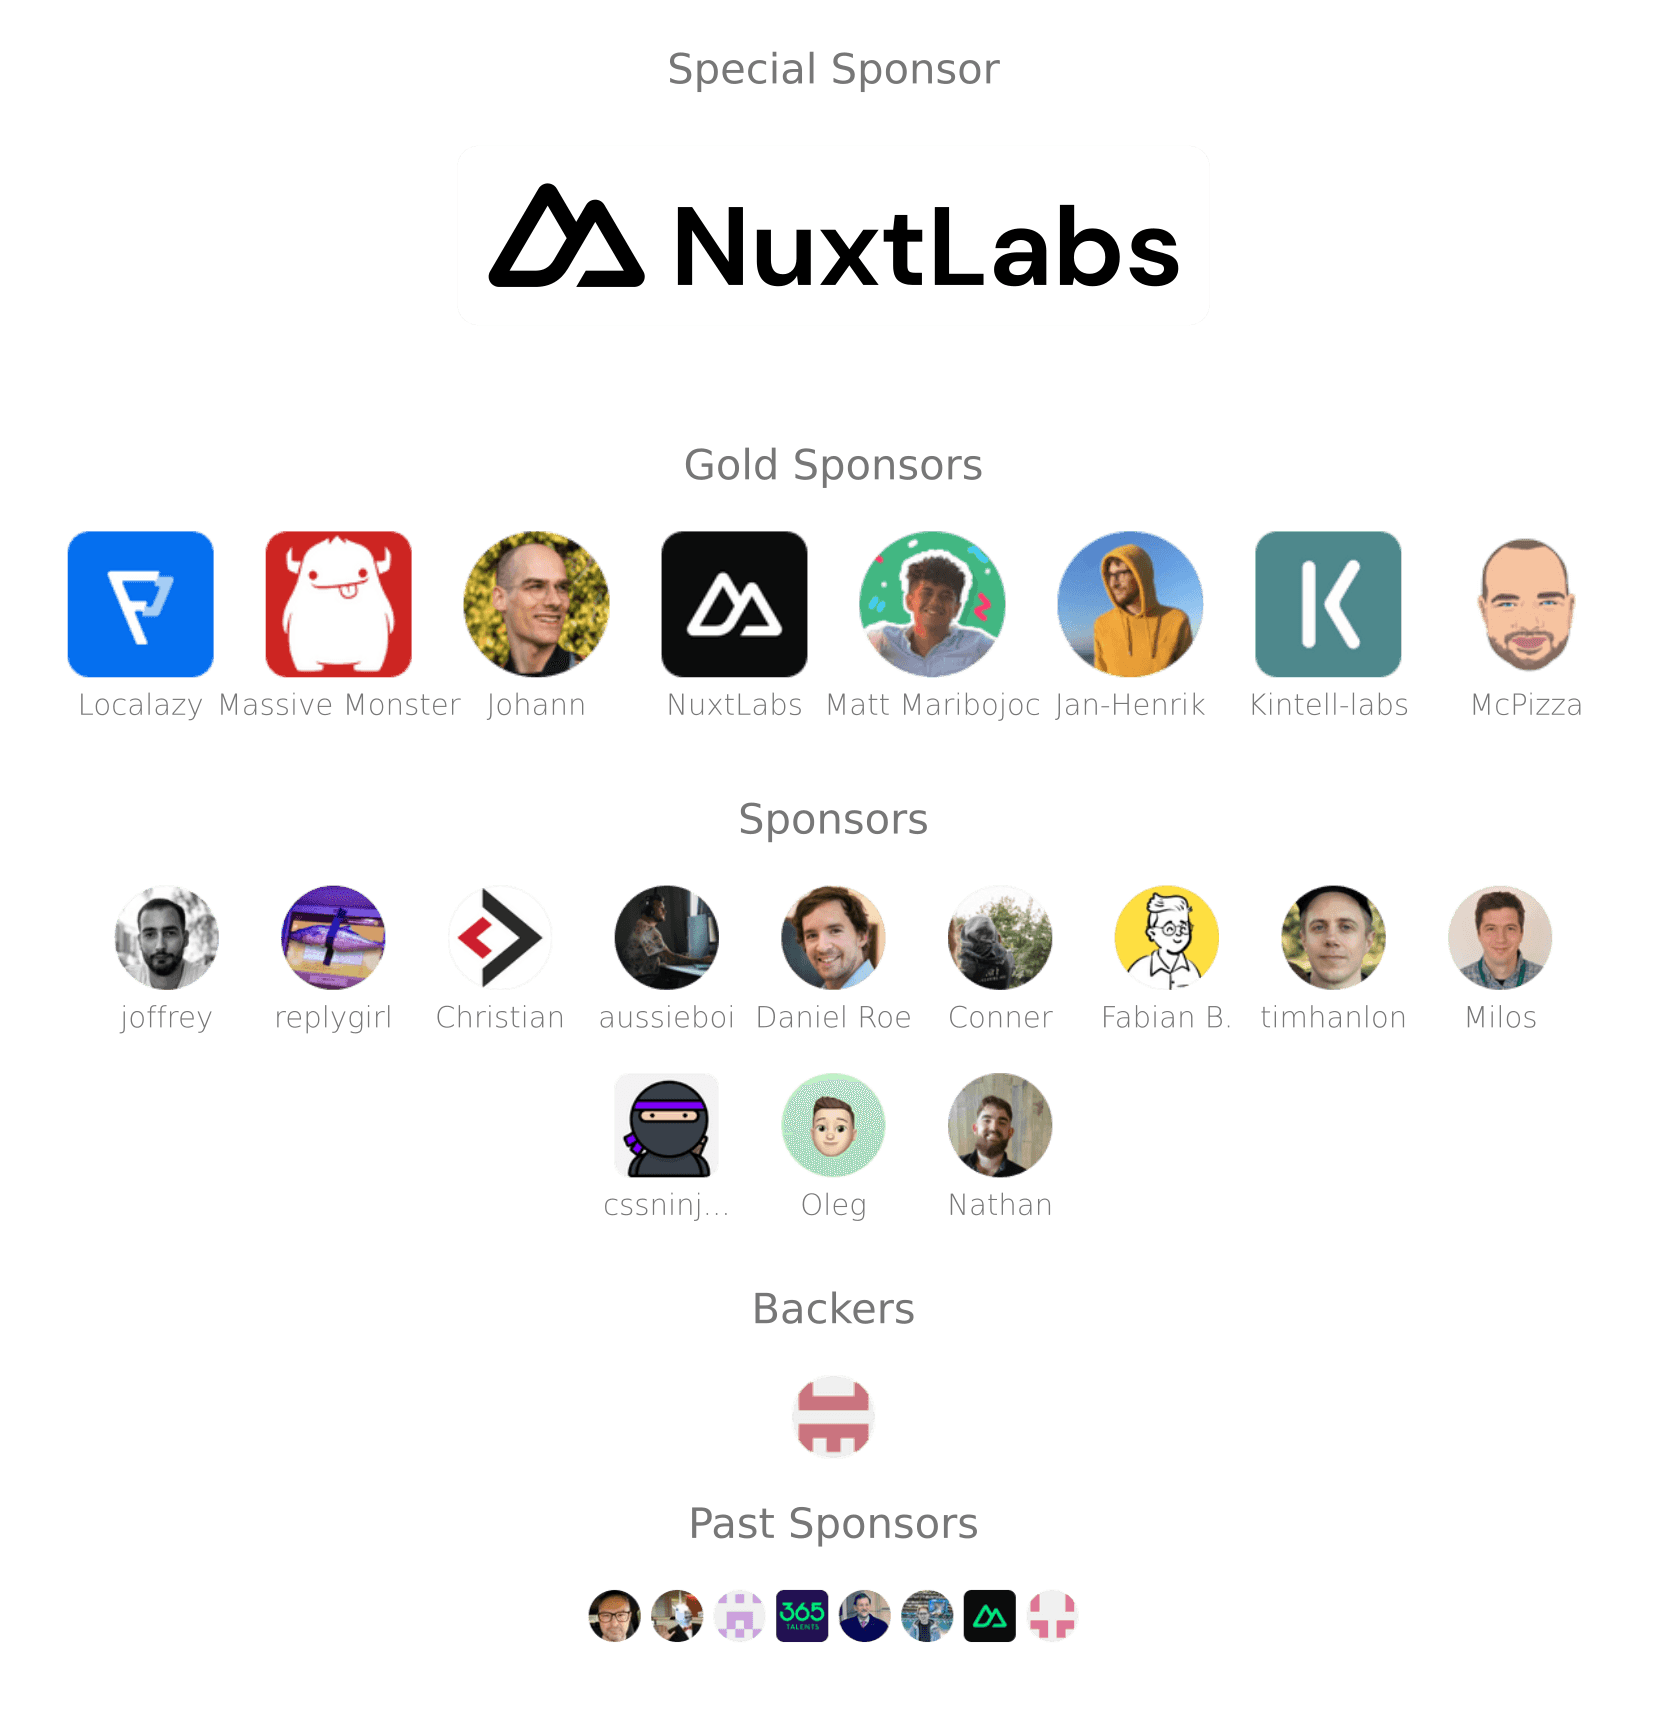 Special Sponsor
NuxtLabs
Gold Sponsors
Localazy Massive Monster Johann NuxtLabs Matt Maribojoc Jan-Henrik Kintell-labs McPizza
Sponsors
joffrey replygirl Christian aussieboi Daniel Roe Conner Fabian B. timhanlon Milos
cssninj... Oleg Nathan
Backers
Past Sponsors
365
TALENTS